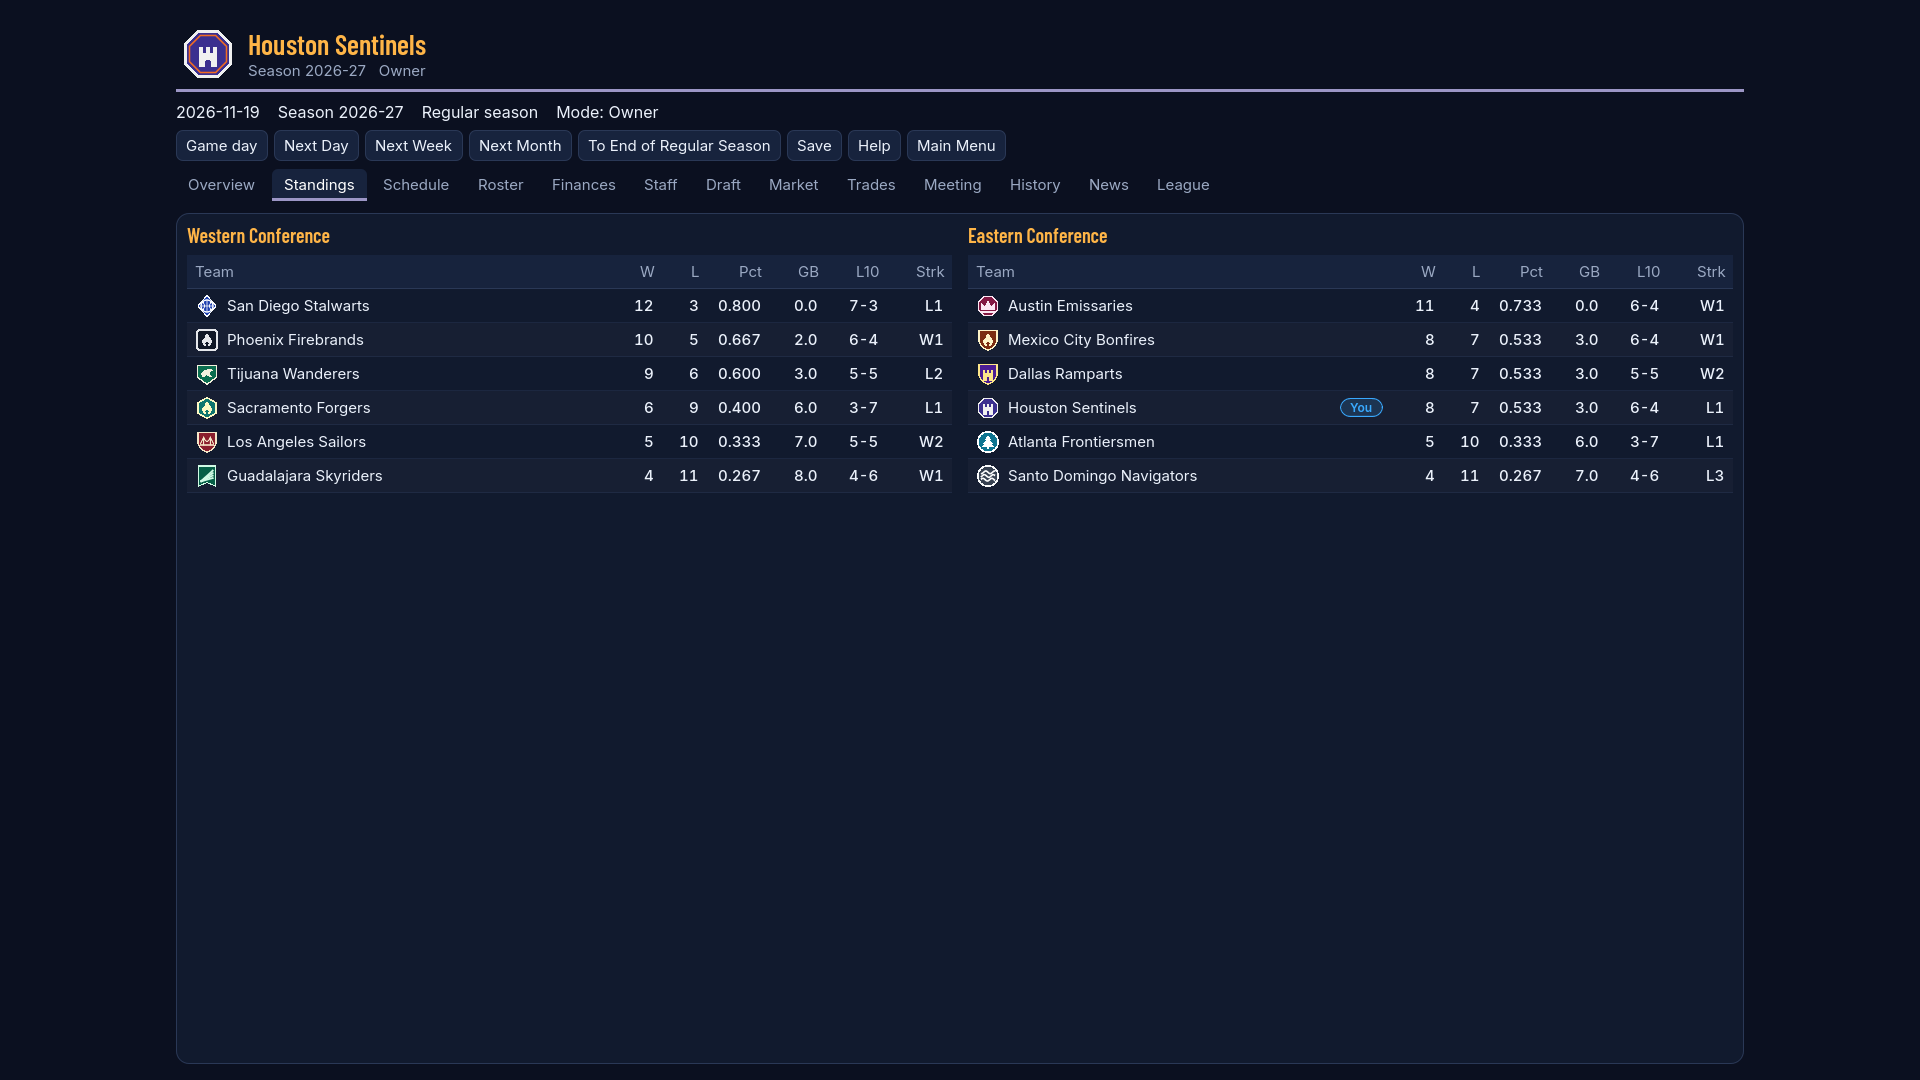 Houston Sentinels
Season 2026-27 Owner
2026-11-19 Season 2026-27 Regular season Mode: Owner
Game day Next Day Next Week Next Month To End of Regular Season Save Help Main Menu
Overview Standings Schedule Roster Finances Staff Draft Market Trades Meeting History News League
Western Conference
Team W L Pct GB L10 Strk
San Diego Stalwarts 12 3 0.800 0.0 7-3 L1
Phoenix Firebrands 10 5 0.667 2.0 6-4 W1
Tijuana Wanderers 9 6 0.600 3.0 5-5 L2
Sacramento Forgers 6 9 0.400 6.0 3-7 L1
Los Angeles Sailors 5 10 0.333 7.0 5-5 W2
Guadalajara Skyriders 4 11 0.267 8.0 4-6 W1
Eastern Conference
Team W L Pct GB L10 Strk
Austin Emissaries 11 4 0.733 0.0 6-4 W1
Mexico City Bonfires 8 7 0.533 3.0 6-4 W1
Dallas Ramparts 8 7 0.533 3.0 5-5 W2
Houston Sentinels You 8 7 0.533 3.0 6-4 L1
Atlanta Frontiersmen 5 10 0.333 6.0 3-7 L1
Santo Domingo Navigators 4 11 0.267 7.0 4-6 L3